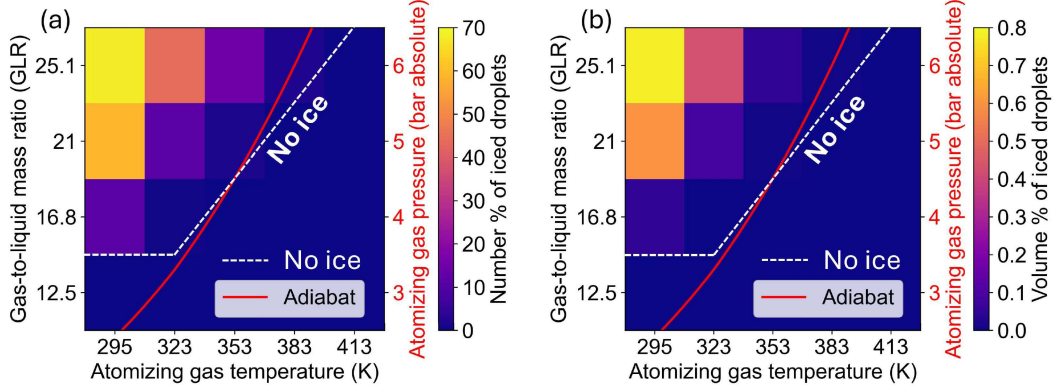 (a)
Gas-to-liquid mass ratio (GLR)
25.1
21
16.8
12.5
295
323
353
383
413
Atomizing gas temperature (K)
No ice
No ice
Adiabat
6
5
4
3
Atomizing gas pressure (bar absolute)
70
60
50
40
30
20
10
0
Number % of iced droplets
(b)
Gas-to-liquid mass ratio (GLR)
25.1
21
16.8
12.5
295
323
353
383
413
Atomizing gas temperature (K)
No ice
No ice
Adiabat
6
5
4
3
Atomizing gas pressure (bar absolute)
0.8
0.7
0.6
0.5
0.4
0.3
0.2
0.1
0.0
Volume % of iced droplets